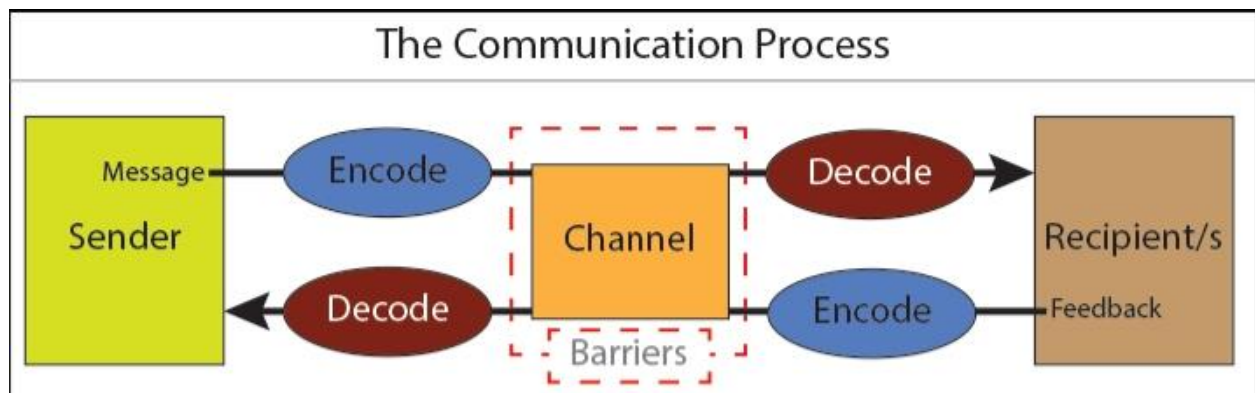 The Communication Process
Message
Encode
Decode
Sender
Channel
Recipient/s
Decode
Encode
Feedback
Barriers